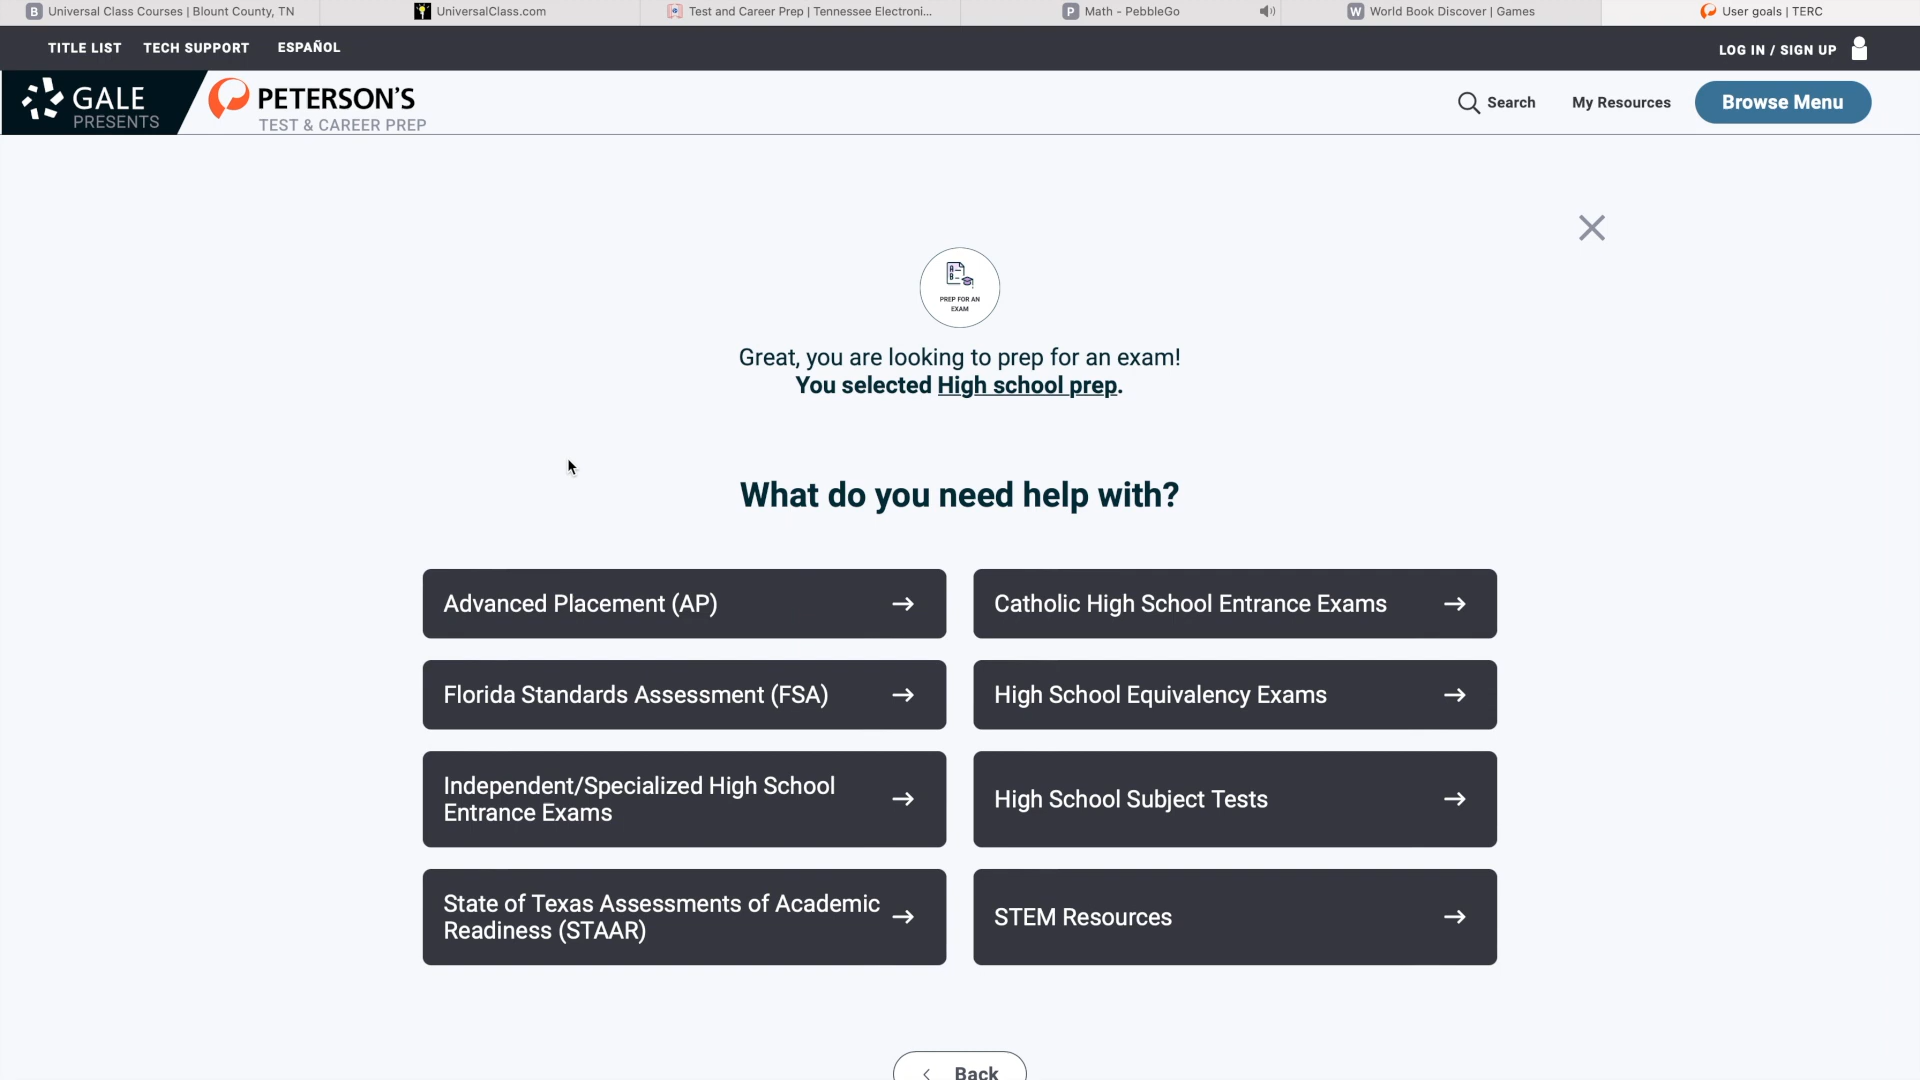 Universal Class Courses | Blount County, TN
UniversalClass.com
Test and Career Prep | Tennessee Electroni...
Math - PebbleGo
World Book Discover | Games
User goals | TERC
TITLE LIST TECH SUPPORT ESPAÑOL
LOG IN / SIGN UP
GALE
PRESENTS
PETERSON'S
TEST & CAREER PREP
Search
My Resources
Browse Menu
PREP FOR AN
EXAM
Great, you are looking to prep for an exam!
You selected High school prep.
What do you need help with?
Advanced Placement (AP)
Catholic High School Entrance Exams
Florida Standards Assessment (FSA)
High School Equivalency Exams
Independent/Specialized High School
Entrance Exams
High School Subject Tests
State of Texas Assessments of Academic
Readiness (STAAR)
STEM Resources
Back